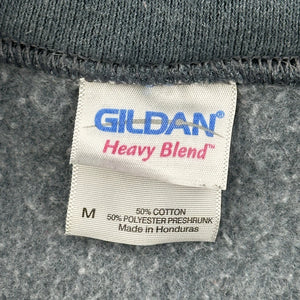 GILDAN®
Heavy Blend™
M
50% COTTON
50% POLYESTER PRESHRUNK
Made in Honduras